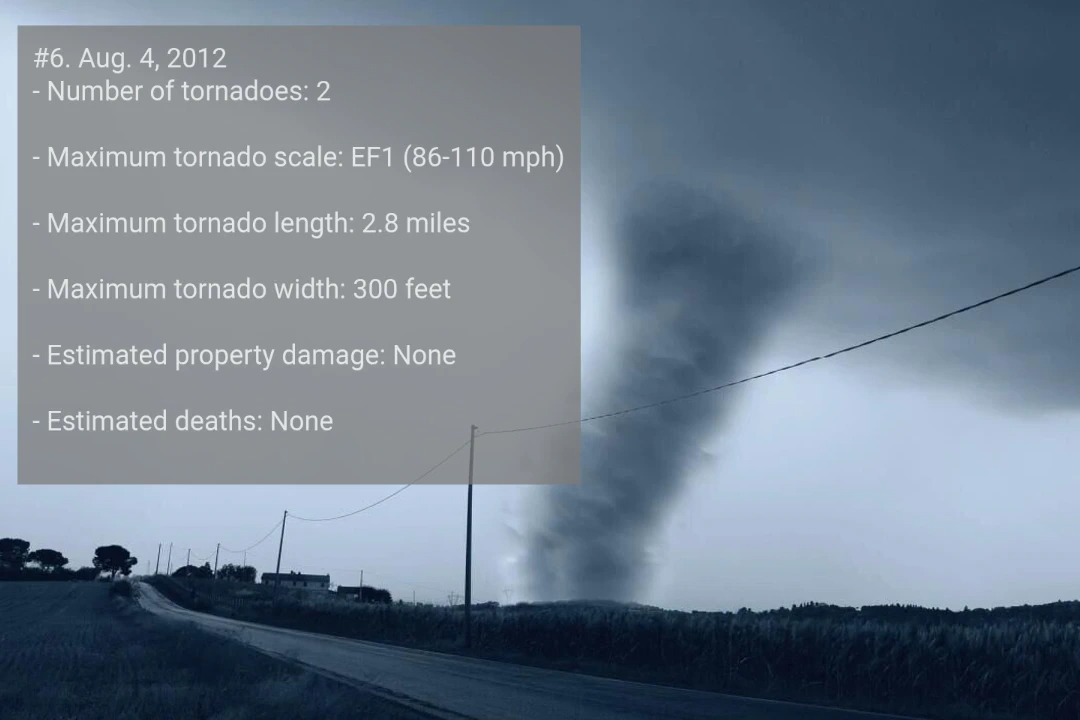 #6. Aug. 4, 2012
- Number of tornadoes: 2
- Maximum tornado scale: EF1 (86-110 mph)
- Maximum tornado length: 2.8 miles
- Maximum tornado width: 300 feet
- Estimated property damage: None
- Estimated deaths: None